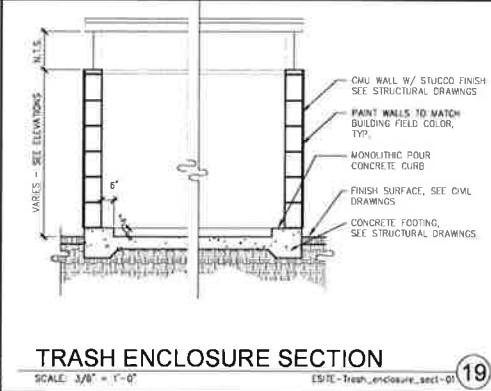 N.T.S.
VARIES - SEE ELEVATIONS
6"
CMU WALL W/ STUCCO FINISH
SEE STRUCTURAL DRAWINGS
PAINT WALLS TO MATCH
BUILDING FIELD COLOR,
TYP.
MONOLITHIC POUR
CONCRETE CURB
FINISH SURFACE, SEE CIVIL
DRAWINGS
CONCRETE FOOTING,
SEE STRUCTURAL DRAWINGS
TRASH ENCLOSURE SECTION
SCALE: 3/8" = 1'-0"
ESITE-Trash_enclosure_sect-01
19